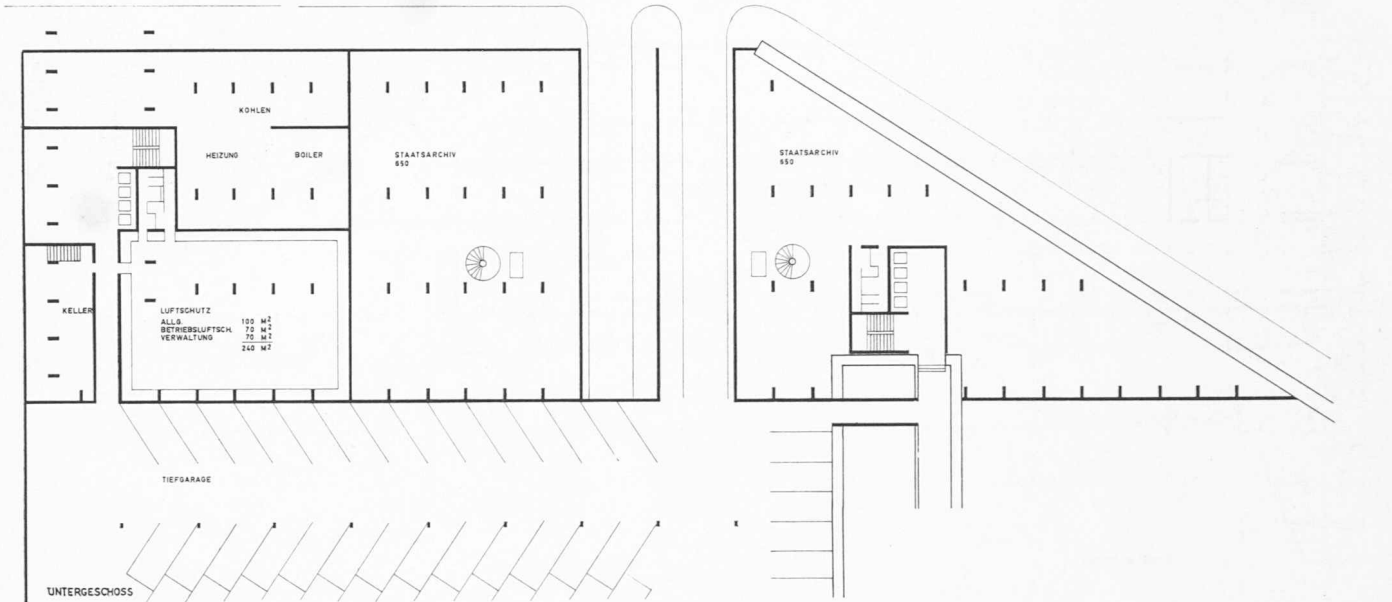 KOHLEN
HEIZUNG
BOILER
STAATSARCHIV
650
STAATSARCHIV
650
KELLER
LUFTSCHUTZ
ALLG. 100 M²
BETRIEBSLUFTSCH. 70 M²
VERWALTUNG 70 M²
240 M²
TIEFGARAGE
UNTERGESCHOSS